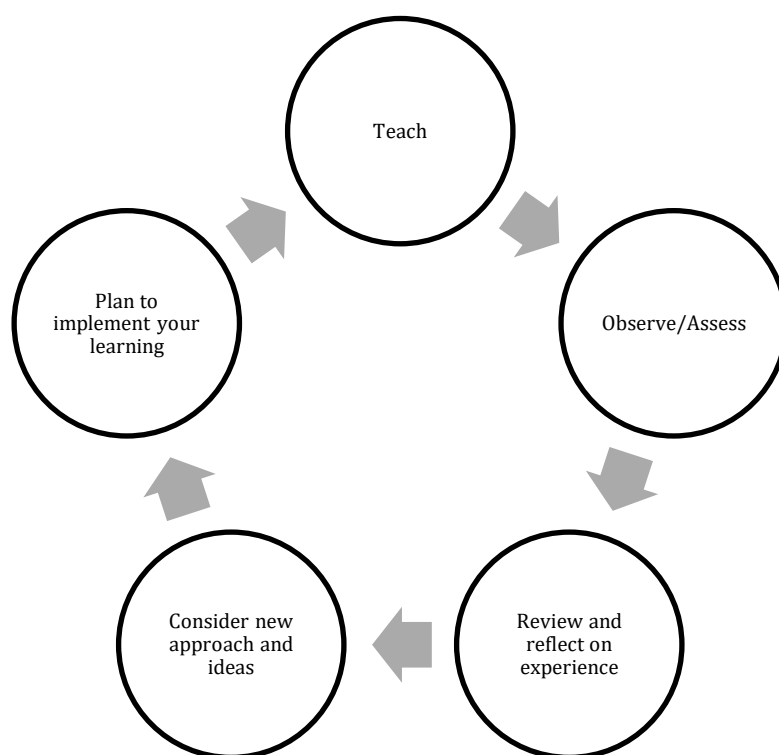 Teach
Observe/Assess
Review and
reflect on
experience
Consider new
approach and
ideas
Plan to
implement your
learning